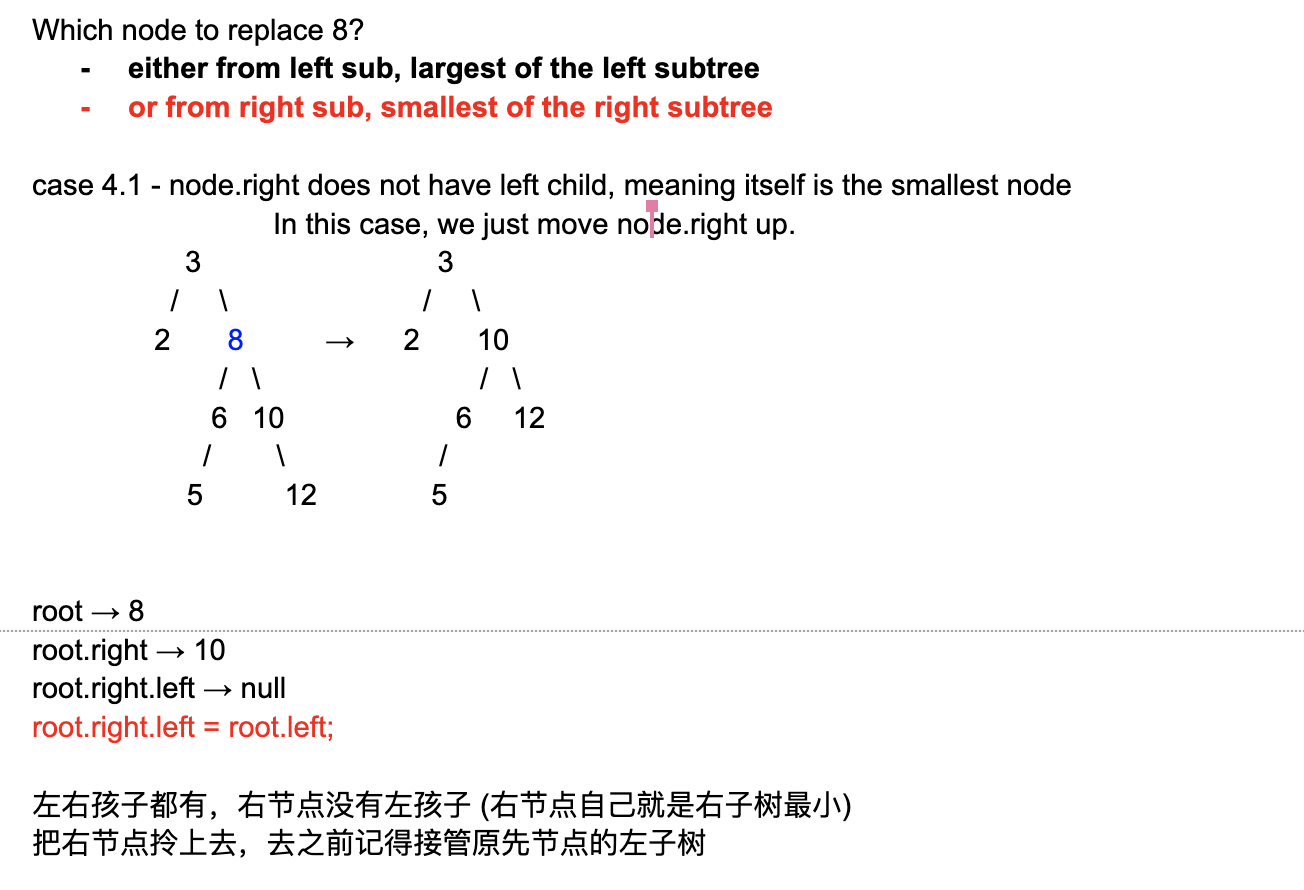 Which node to replace 8?
- either from left sub, largest of the left subtree
- or from right sub, smallest of the right subtree
case 4.1 - node.right does not have left child, meaning itself is the smallest node
In this case, we just move node.right up.
3 3
/ \ / \
2 8 → 2 10
/ \ / \
6 10 6 12
/ \ /
5 12 5
root → 8
root.right → 10
root.right.left → null
root.right.left = root.left;
左右孩子都有，右节点没有左孩子 (右节点自己就是右子树最小)
把右节点拎上去，去之前记得接管原先节点的左子树